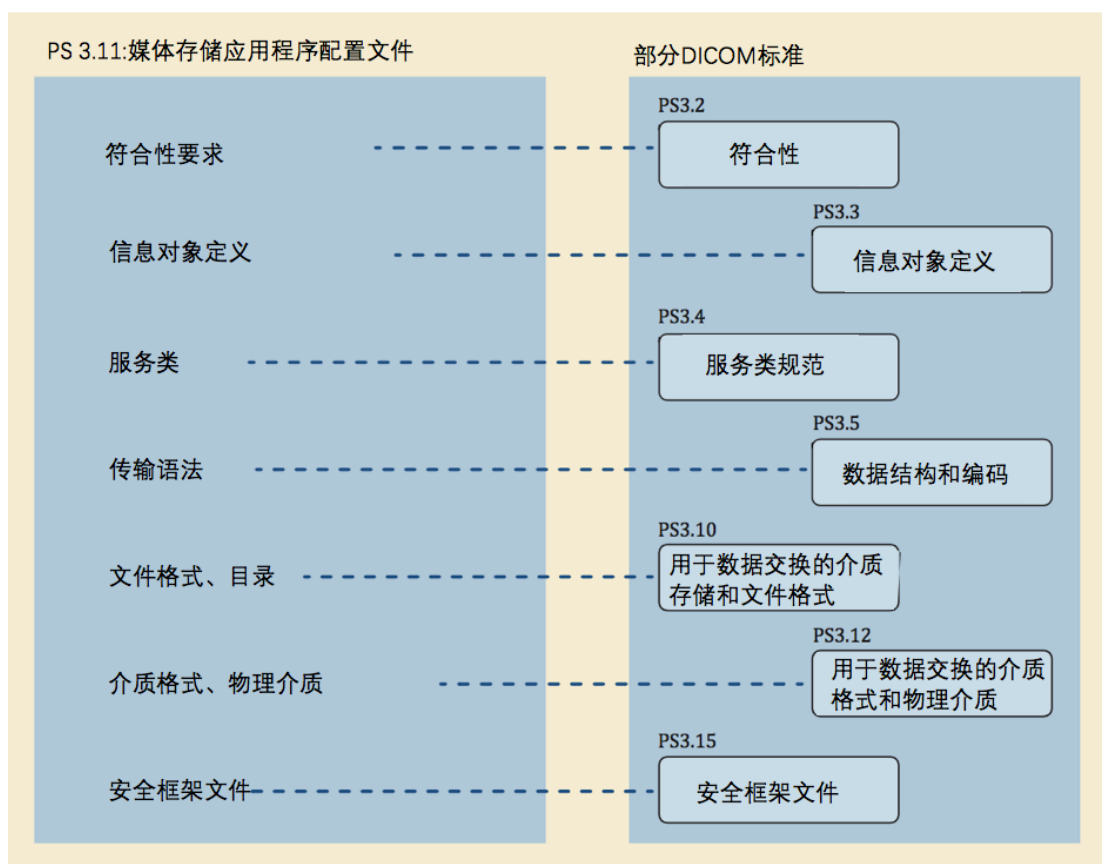 PS 3.11:媒体存储应用程序配置文件
部分DICOM标准
PS3.2
符合性要求
符合性
PS3.3
信息对象定义
信息对象定义
PS3.4
服务类
服务类规范
PS3.5
传输语法
数据结构和编码
PS3.10
文件格式、目录
用于数据交换的介质
存储和文件格式
PS3.12
介质格式、物理介质
用于数据交换的介质
格式和物理介质
PS3.15
安全框架文件
安全框架文件